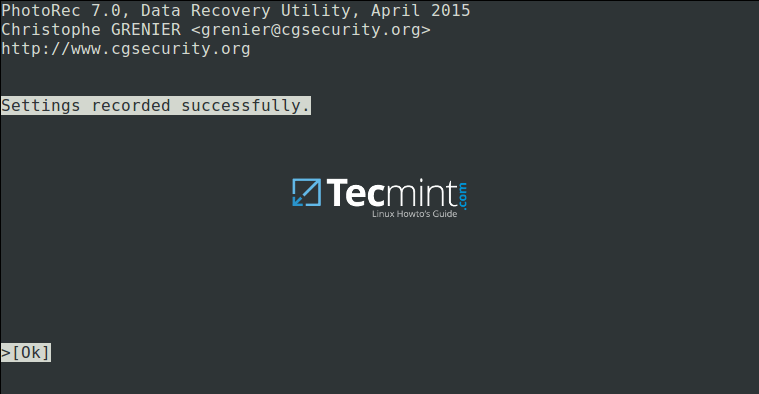 PhotoRec 7.0, Data Recovery Utility, April 2015
Christophe GRENIER <grenier@cgsecurity.org>
http://www.cgsecurity.org
Settings recorded successfully.
Tecmint.com
Linux Howto's Guide
>[Ok]